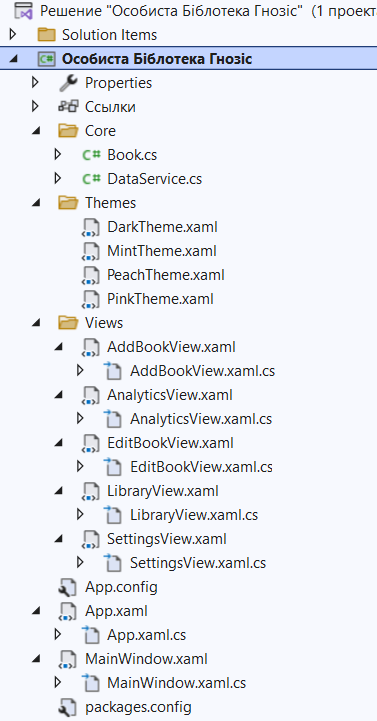 Решение "Особиста Біблотека Гнозіс" (1 проект
Solution Items
Особиста Біблотека Гнозіс
Properties
Ссылки
Core
Book.cs
DataService.cs
Themes
DarkTheme.xaml
MintTheme.xaml
PeachTheme.xaml
PinkTheme.xaml
Views
AddBookView.xaml
AddBookView.xaml.cs
AnalyticsView.xaml
AnalyticsView.xaml.cs
EditBookView.xaml
EditBookView.xaml.cs
LibraryView.xaml
LibraryView.xaml.cs
SettingsView.xaml
SettingsView.xaml.cs
App.config
App.xaml
App.xaml.cs
MainWindow.xaml
MainWindow.xaml.cs
packages.config